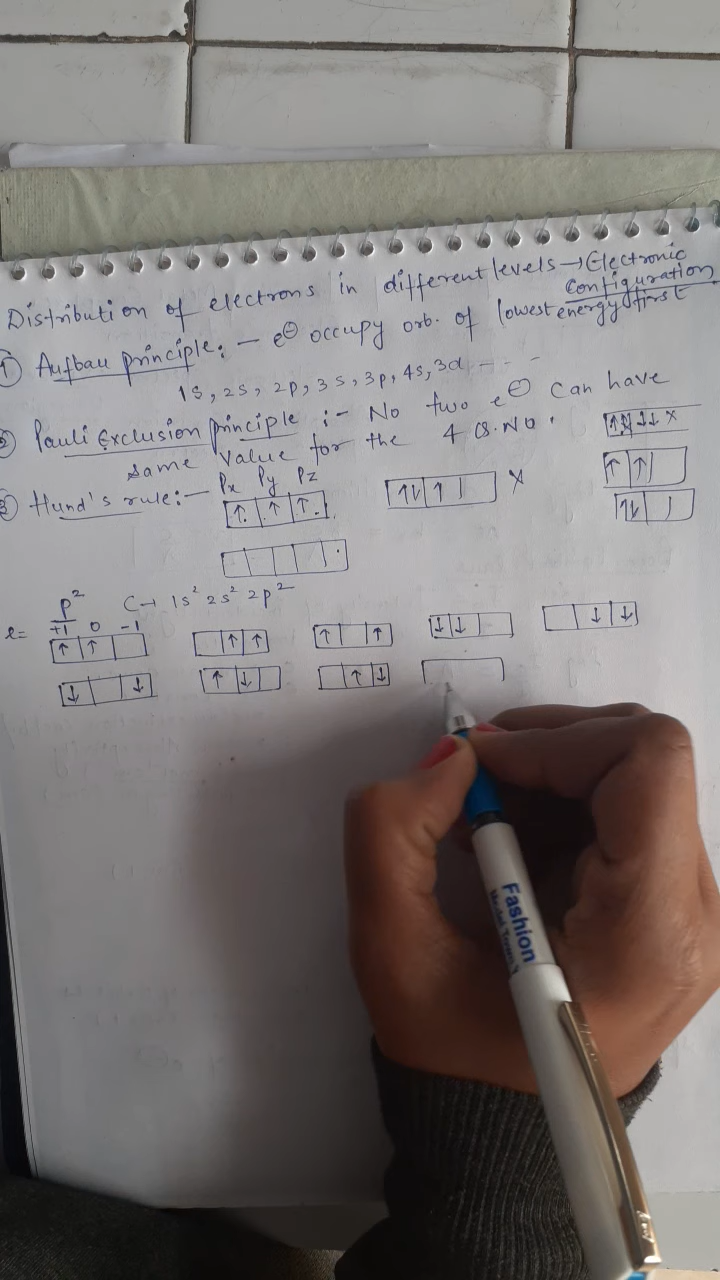 Distribution of electrons in different levels → Electronic
Configuration
① Aufbau principle :- e⊖ occupy orb. of lowest energy first
1s, 2s, 2p, 3s, 3p, 4s, 3d - - - -
② Pauli Exclusion principle :- No two e⊖ can have
same value for the 4 Q.NO.
↑↓ ↓↓ ×
↑ ↑
③ Hund's rule :- Px Py Pz
↑. .↑. ↑.
↑↓ ↑ ×
↑↓
p² C → 1s² 2s² 2p²
l= +1 0 -1
↑ ↑
↑ ↑
↑ ↑
↓ ↓
↓ ↓
↓ ↓
↑ ↓
↑ ↓
Fashion
Model Town